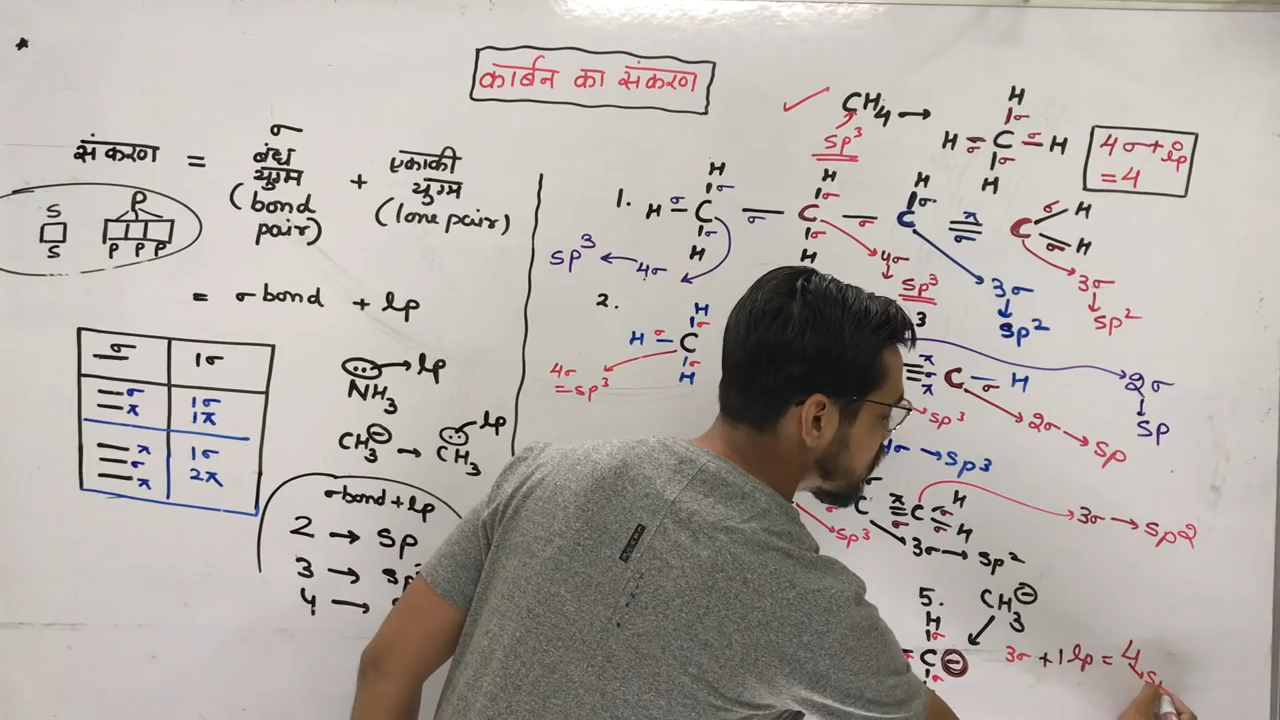 कार्बन का संकरण
संकरण = σ बंध युग्म (bond pair) + एकाकी युग्म (lone pair)
S P
S P P P
= σ bond + lp
— σ 1σ
= σ π 1σ 1π
≡ π σ π 1σ 2π
NH3 → lp
CH3⊖ → CH3 lp
σ bond + lp
2 → sp
3 → sp
4 →
CH4 →
sp3
H
σ
H = C = H
σ σ
σ
H
4σ + lp
= 4
1.
H H H
σ σ σ
H – C — C — C = C
σ σ π σ σ H
σ σ σ H
H H
sp3 ← 4σ
4σ
sp3
3σ
sp2
3σ
sp2
2.
H
σ
H σ C
σ
H
4σ
= sp3
3
π
σ
π
C – H
σ
2σ
sp
sp3
2σ → sp
σ → sp3
σ
C = C
π
σ
H
σ
σ
H
sp3
3σ → sp2
3σ → sp2
5. CH3⊖
H
σ
C⊖
σ
3σ + 1 lp = 4